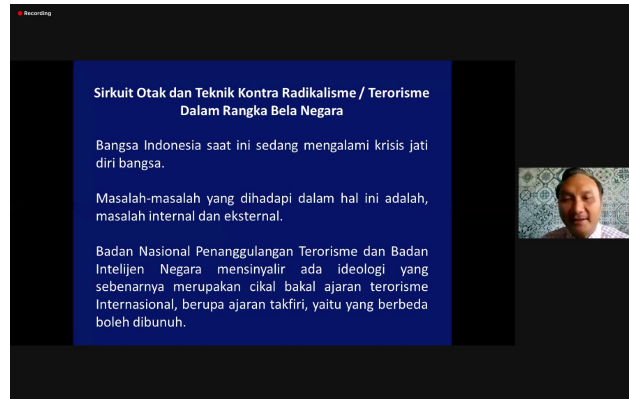 Recording
Sirkuit Otak dan Teknik Kontra Radikalisme / Terorisme
Dalam Rangka Bela Negara
Bangsa Indonesia saat ini sedang mengalami krisis jati
diri bangsa.
Masalah-masalah yang dihadapi dalam hal ini adalah,
masalah internal dan eksternal.
Badan Nasional Penanggulangan Terorisme dan Badan
Intelijen Negara mensinyalir ada ideologi yang
sebenarnya merupakan cikal bakal ajaran terorisme
Internasional, berupa ajaran takfiri, yaitu yang berbeda
boleh dibunuh.